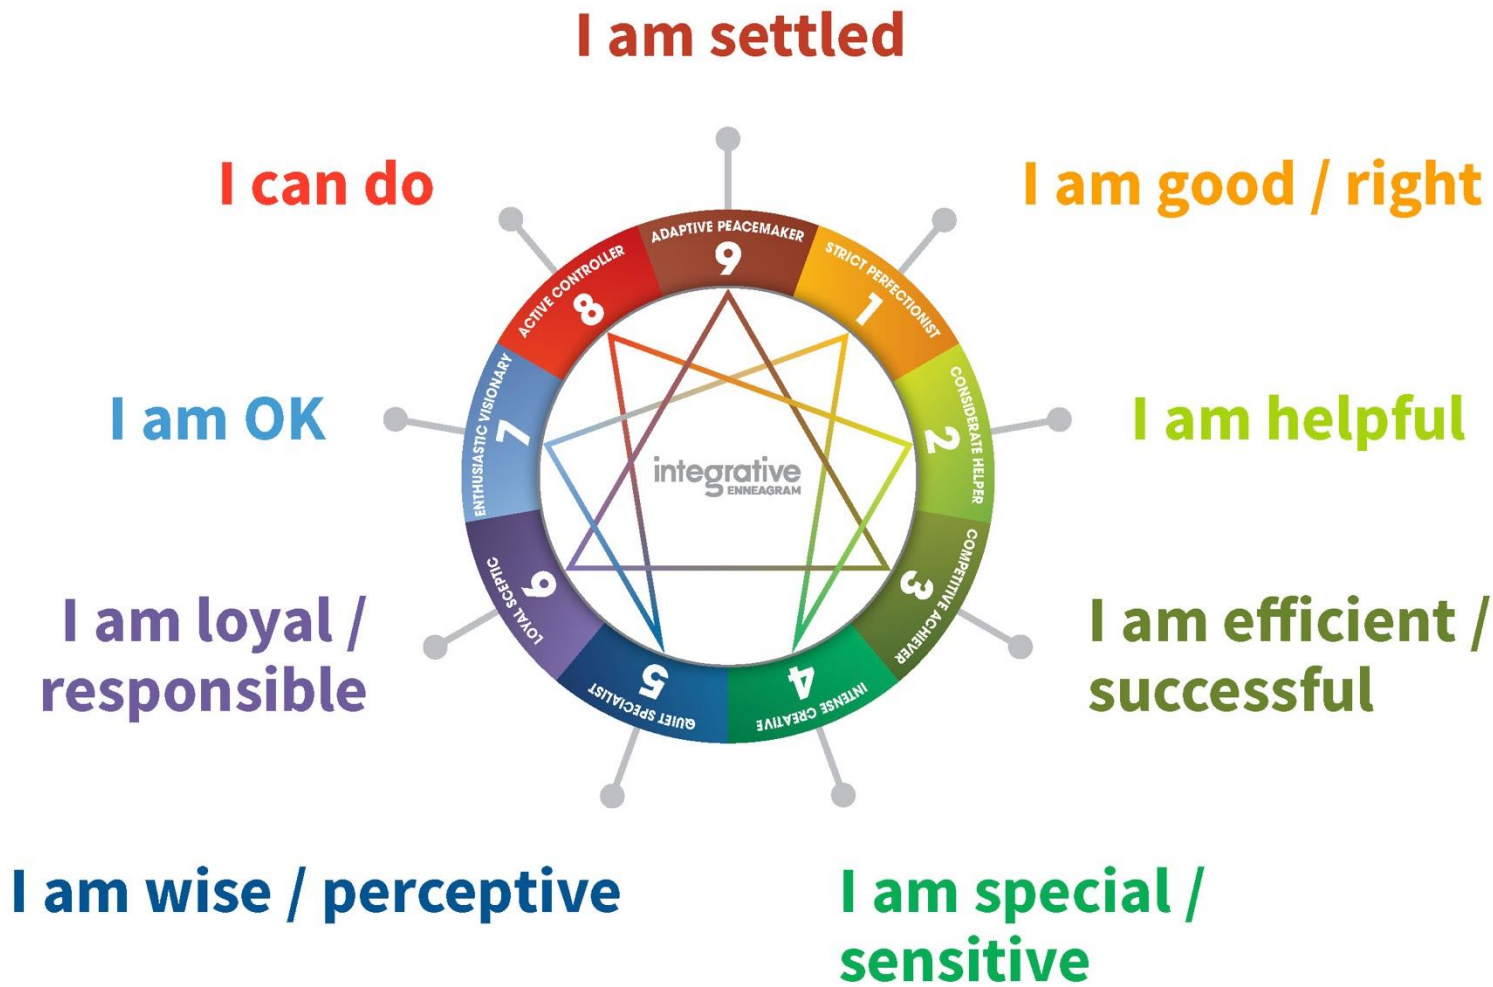 I am settled
I can do
I am good / right
ADAPTIVE PEACEMAKER
9
ACTIVE CONTROLLER
8
STRICT PERFECTIONIST
1
I am OK
ENTHUSIASTIC VISIONARY
7
CONSIDERATE HELPER
2
I am helpful
integrative
ENNEAGRAM
I am loyal /
responsible
LOYAL SCEPTIC
6
COMPETITIVE ACHIEVER
3
I am efficient /
successful
QUIET SPECIALIST
5
INTENSE CREATIVE
4
I am wise / perceptive
I am special /
sensitive